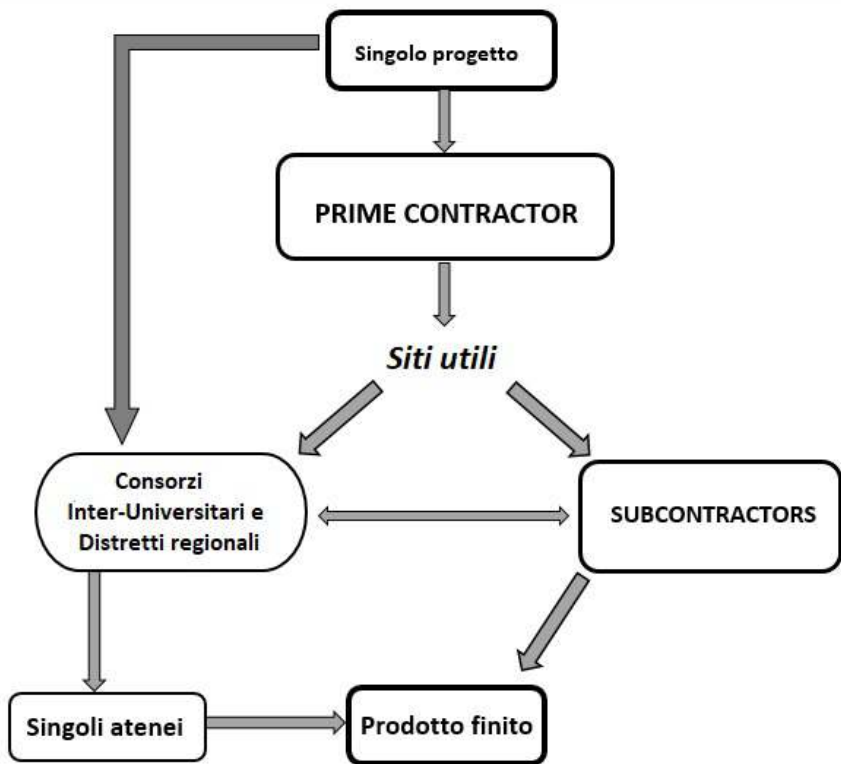 Singolo progetto
PRIME CONTRACTOR
Siti utili
Consorzi
Inter-Universitari e
Distretti regionali
SUBCONTRACTORS
Singoli atenei
Prodotto finito